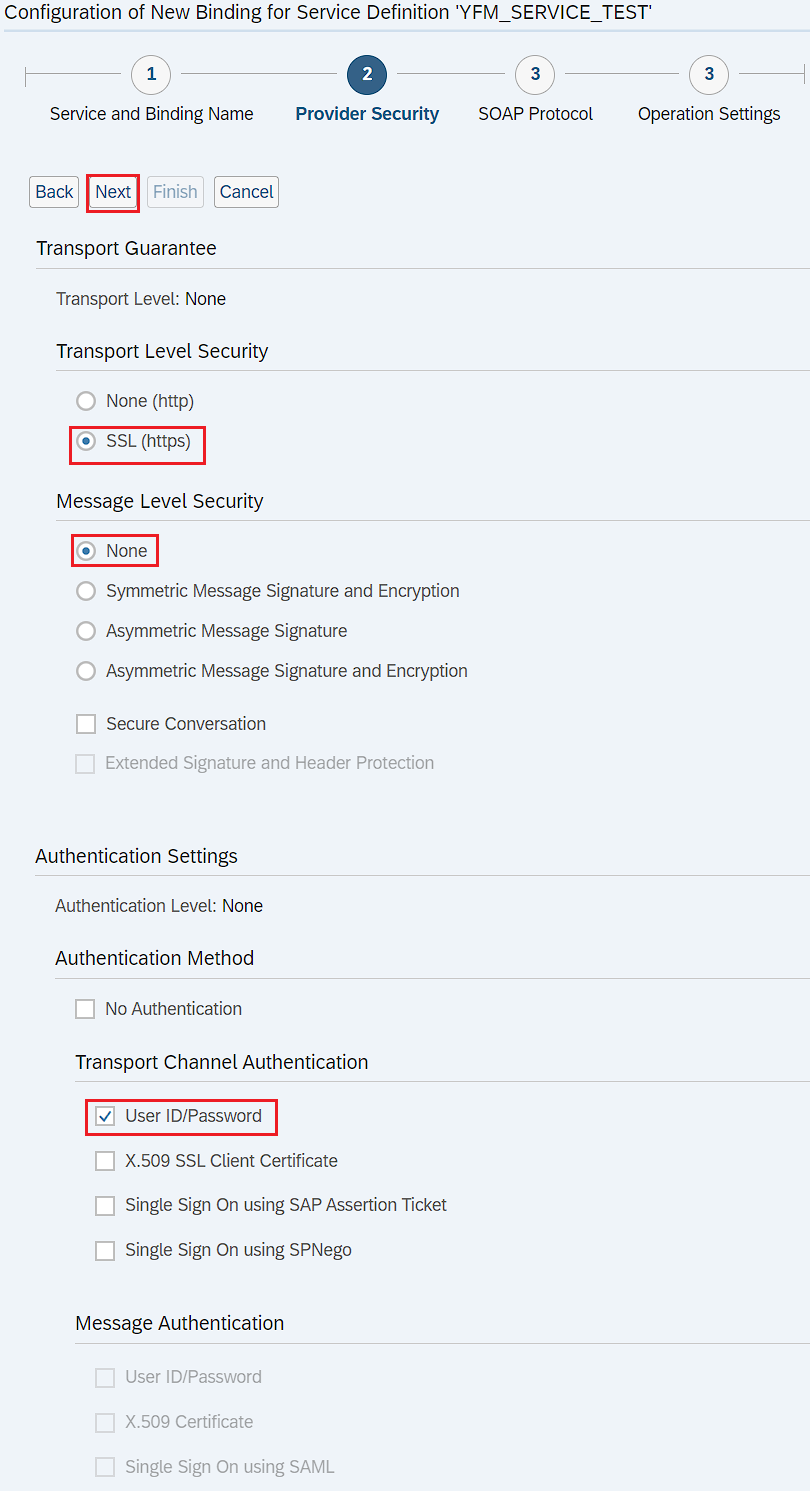 Configuration of New Binding for Service Definition 'YFM_SERVICE_TEST'
1 2 3 3
Service and Binding Name Provider Security SOAP Protocol Operation Settings
Back Next Finish Cancel
Transport Guarantee
Transport Level: None
Transport Level Security
None (http)
SSL (https)
Message Level Security
None
Symmetric Message Signature and Encryption
Asymmetric Message Signature
Asymmetric Message Signature and Encryption
Secure Conversation
Extended Signature and Header Protection
Authentication Settings
Authentication Level: None
Authentication Method
No Authentication
Transport Channel Authentication
User ID/Password
X.509 SSL Client Certificate
Single Sign On using SAP Assertion Ticket
Single Sign On using SPNego
Message Authentication
User ID/Password
X.509 Certificate
Single Sign On using SAML